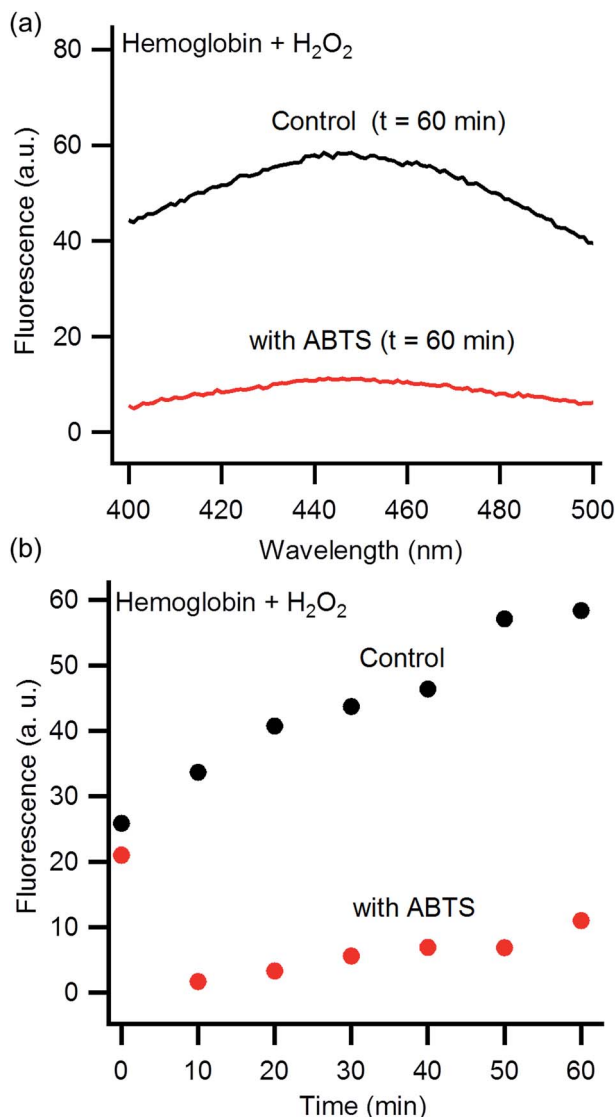 (a)
Hemoglobin + H₂O₂
80
60
40
20
0
Fluorescence (a.u.)
Control (t = 60 min)
with ABTS (t = 60 min)
400 420 440 460 480 500
Wavelength (nm)
(b)
Hemoglobin + H₂O₂
60
50
40
30
20
10
0
Fluorescence (a. u.)
Control
with ABTS
0 10 20 30 40 50 60
Time (min)